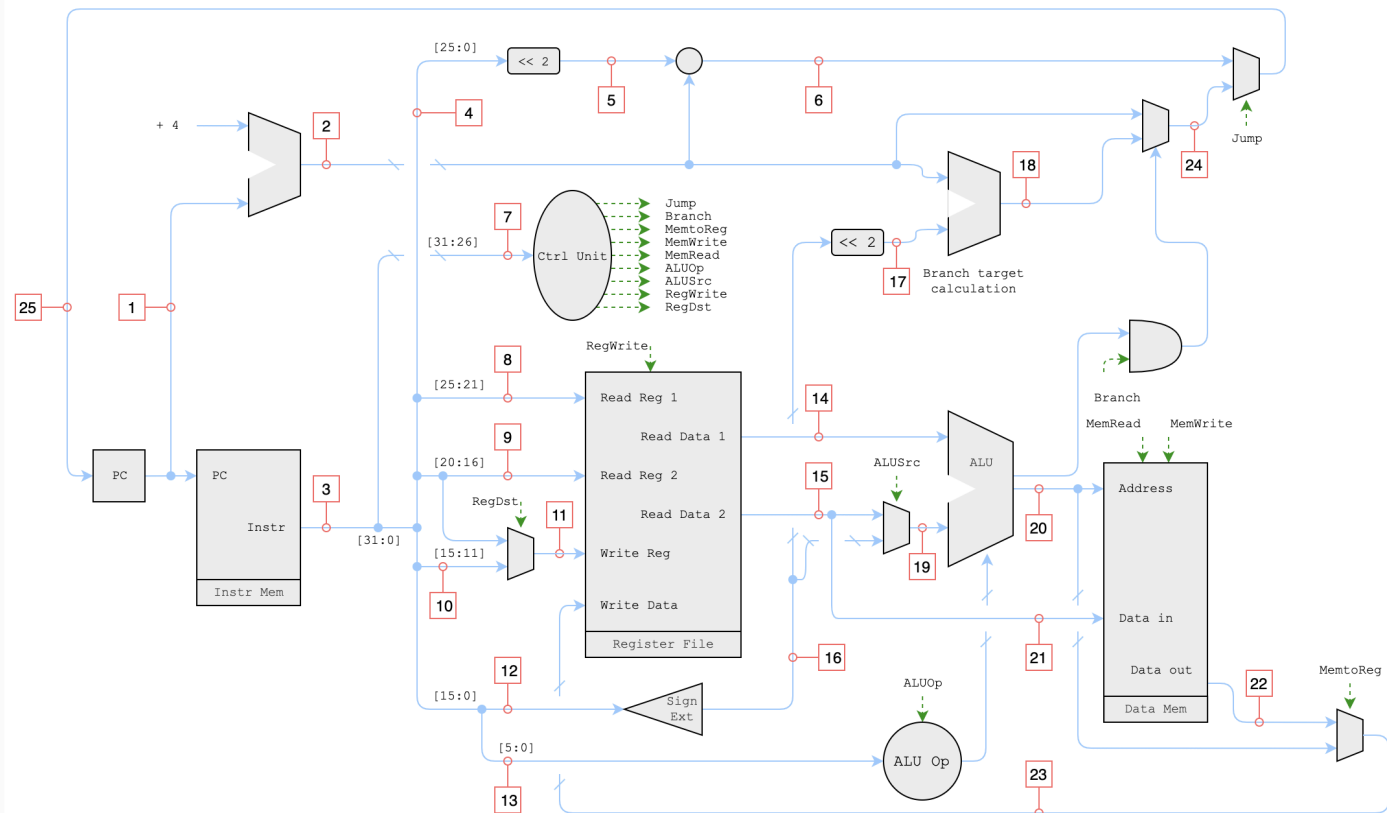 [25:0]
<< 2
5
6
4
+ 4
2
Jump
24
18
7
[31:26]
Ctrl Unit
Jump
Branch
MemtoReg
MemWrite
MemRead
ALUOp
ALUSrc
RegWrite
RegDst
<< 2
17
Branch target
calculation
25
1
RegWrite
8
[25:21]
Read Reg 1
Read Data 1
14
Branch
MemRead
MemWrite
9
[20:16]
Read Reg 2
Read Data 2
15
ALUSrc
ALU
PC
PC
Instr
Instr Mem
3
[31:0]
RegDst
11
Write Reg
[15:11]
10
Write Data
Register File
19
20
Address
Data in
Data out
Data Mem
21
16
12
[15:0]
Sign
Ext
ALUOp
ALU Op
[5:0]
13
22
MemtoReg
23